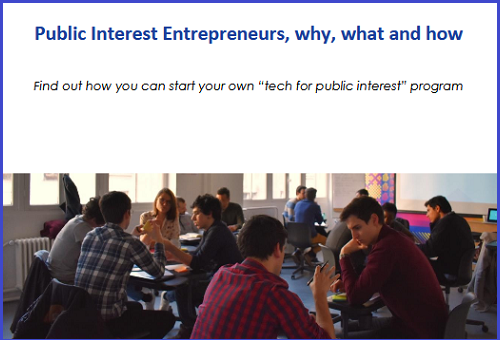 Public Interest Entrepreneurs, why, what and how
Find out how you can start your own “tech for public interest” program